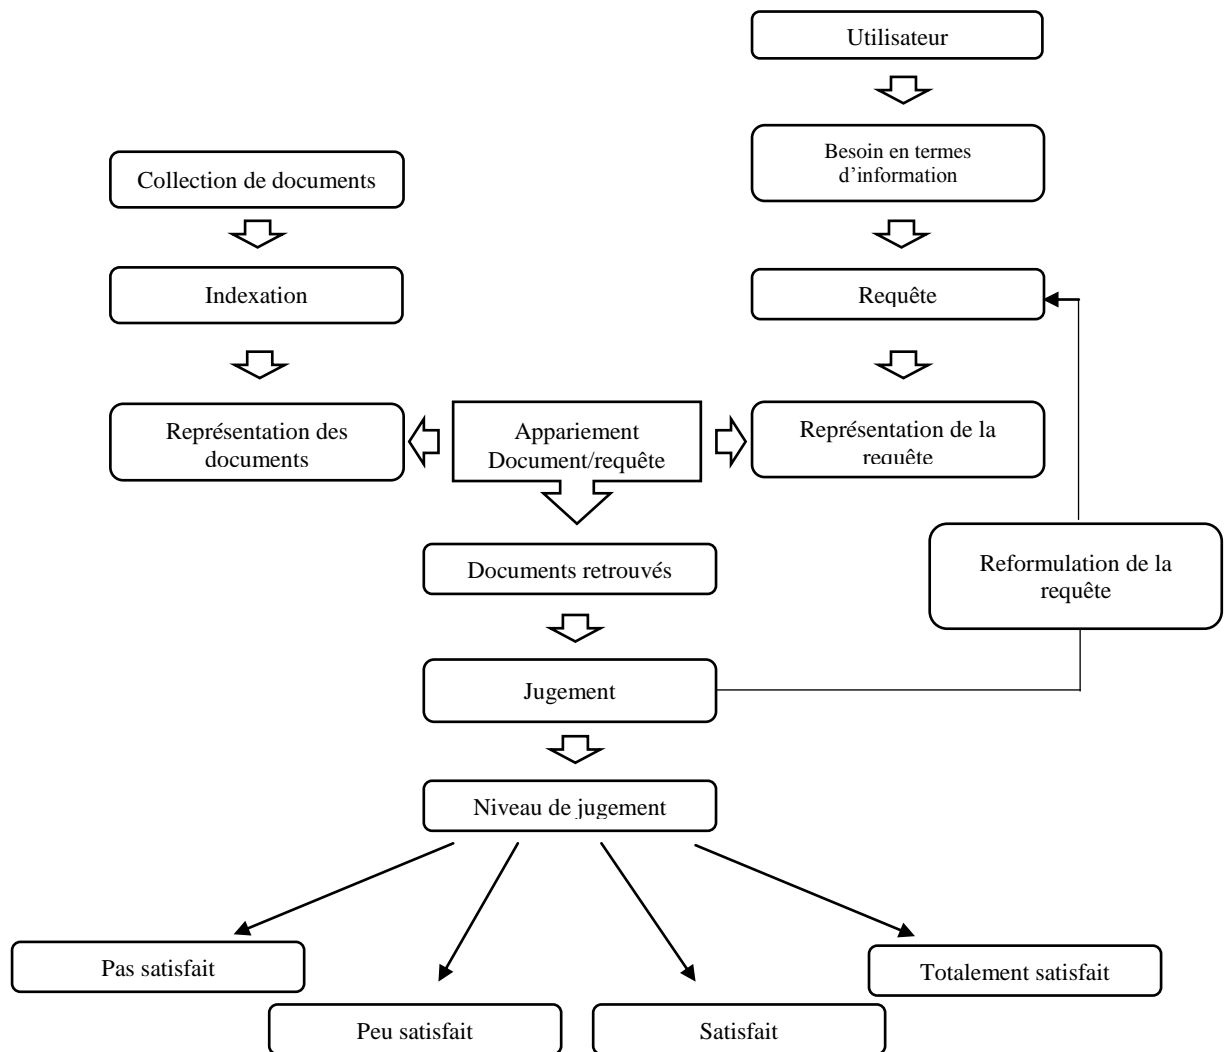 Utilisateur
Besoin en termes
d’information
Collection de documents
Indexation
Requête
Représentation des
documents
Appariement
Document/requête
Représentation de la
requête
Documents retrouvés
Reformulation de la
requête
Jugement
Niveau de jugement
Pas satisfait
Totalement satisfait
Peu satisfait
Satisfait